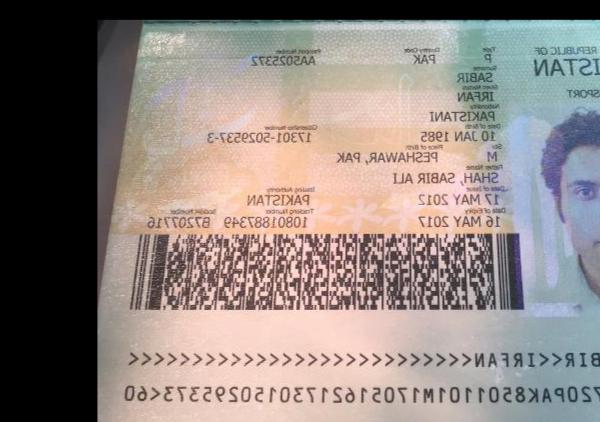 REPUBLIC OF
ISTAN
SPORT
Type Country Code Passport Number
P PAK AA5025372
Surname
SABIR
Given Names
IRFAN
Nationality
PAKISTANI
Date of Birth Citizenship Number
10 JAN 1985 17301-5029537-3
Sex Place of Birth
M PESHAWAR, PAK
Father Name
SHAH, SABIR ALI
Date of Issue Issuing Authority
17 MAY 2012 PAKISTAN
Date of Expiry Tracking Number Booklet Number
16 MAY 2017 10801887349 B7207716
BIR<<IRFAN<<<<<<<<<<<<<<<<<<<<<<<
720PAK8501101M17051621730150295373<60